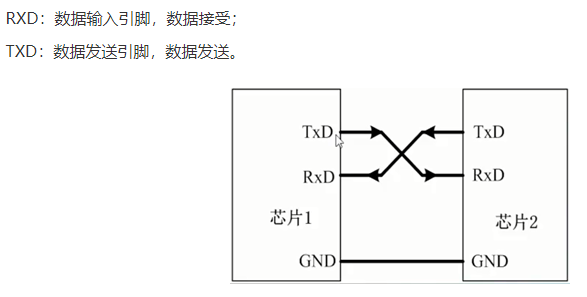 RXD：数据输入引脚，数据接受；
TXD：数据发送引脚，数据发送。
TxD TxD
RxD RxD
芯片1 芯片2
GND GND